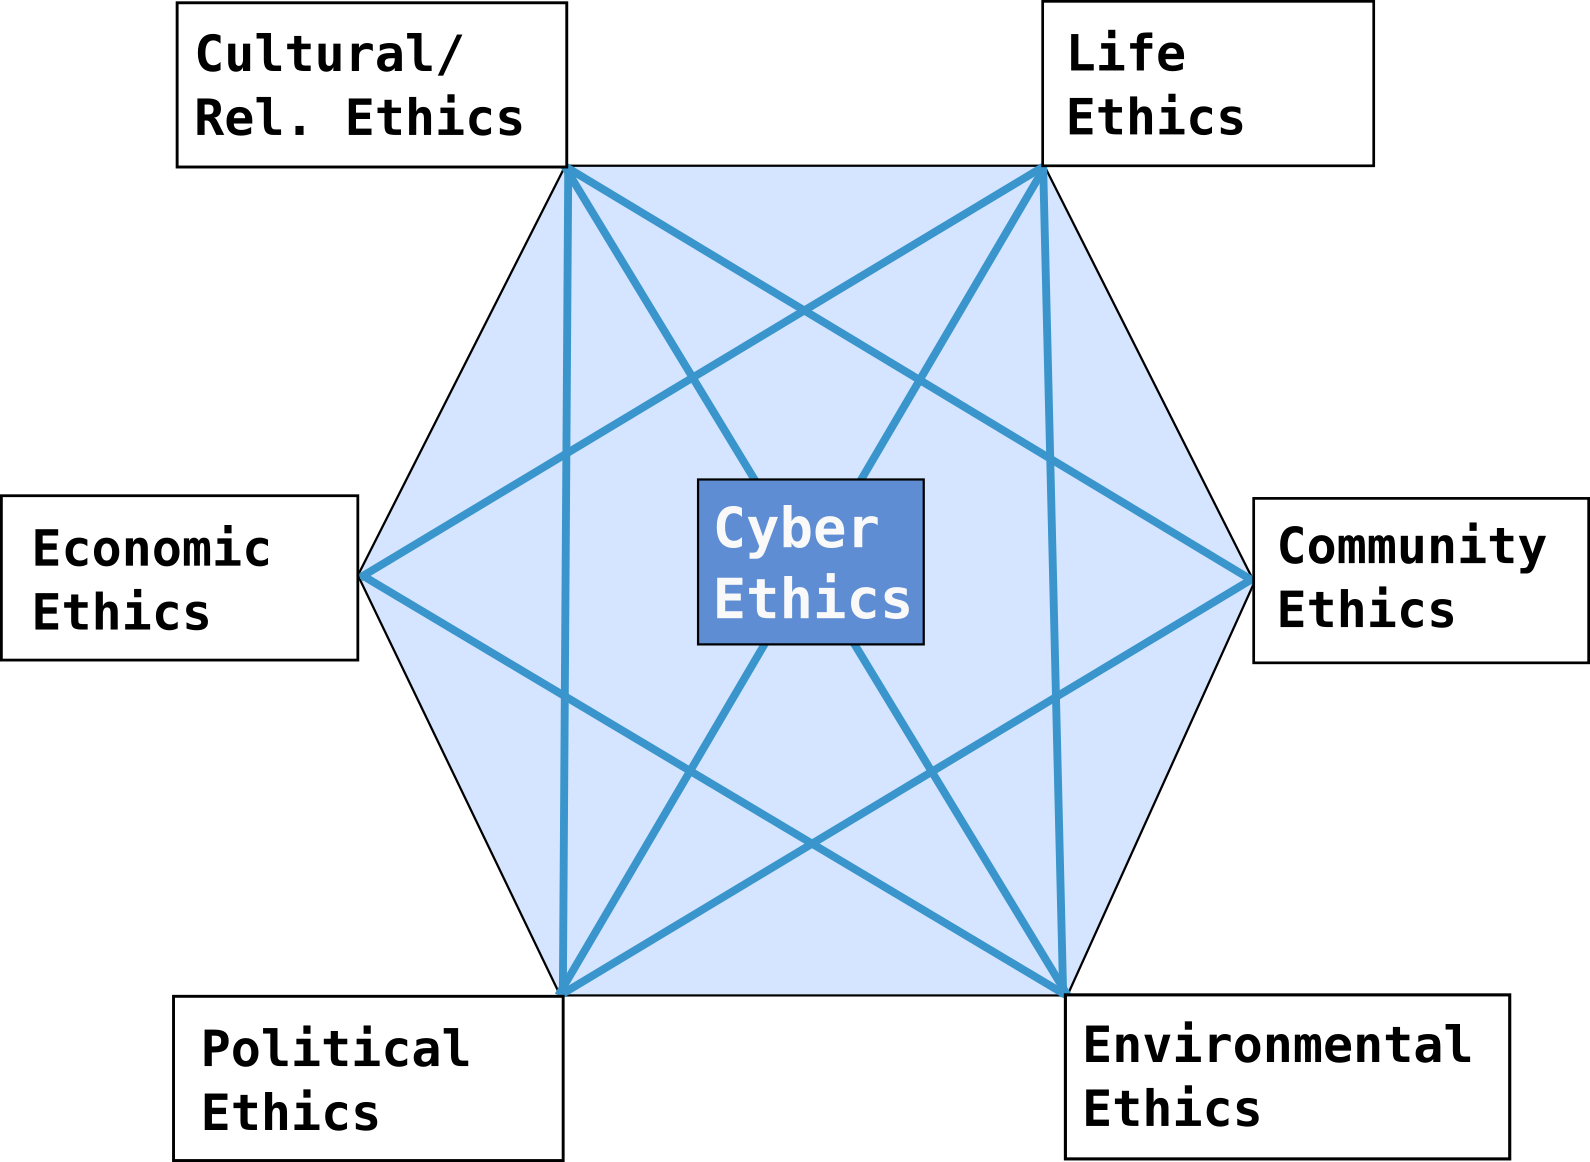 Cultural/
Rel. Ethics
Life
Ethics
Economic
Ethics
Cyber
Ethics
Community
Ethics
Political
Ethics
Environmental
Ethics